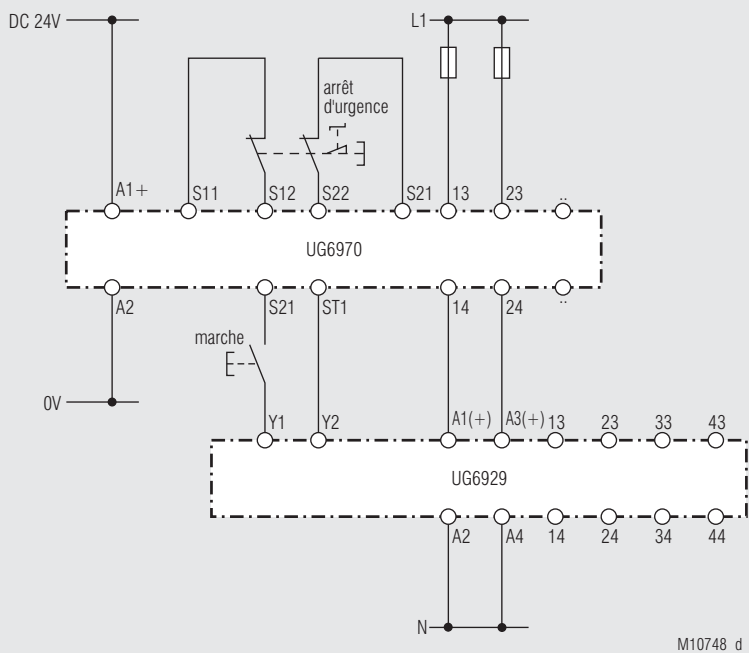 DC 24V
L1
arrêt
d'urgence
A1+ S11 S12 S22 S21 13 23 ..
UG6970
A2 S21 ST1 14 24 ..
marche
0V
Y1 Y2 A1(+) A3(+) 13 23 33 43
UG6929
A2 A4 14 24 34 44
N
M10748_d